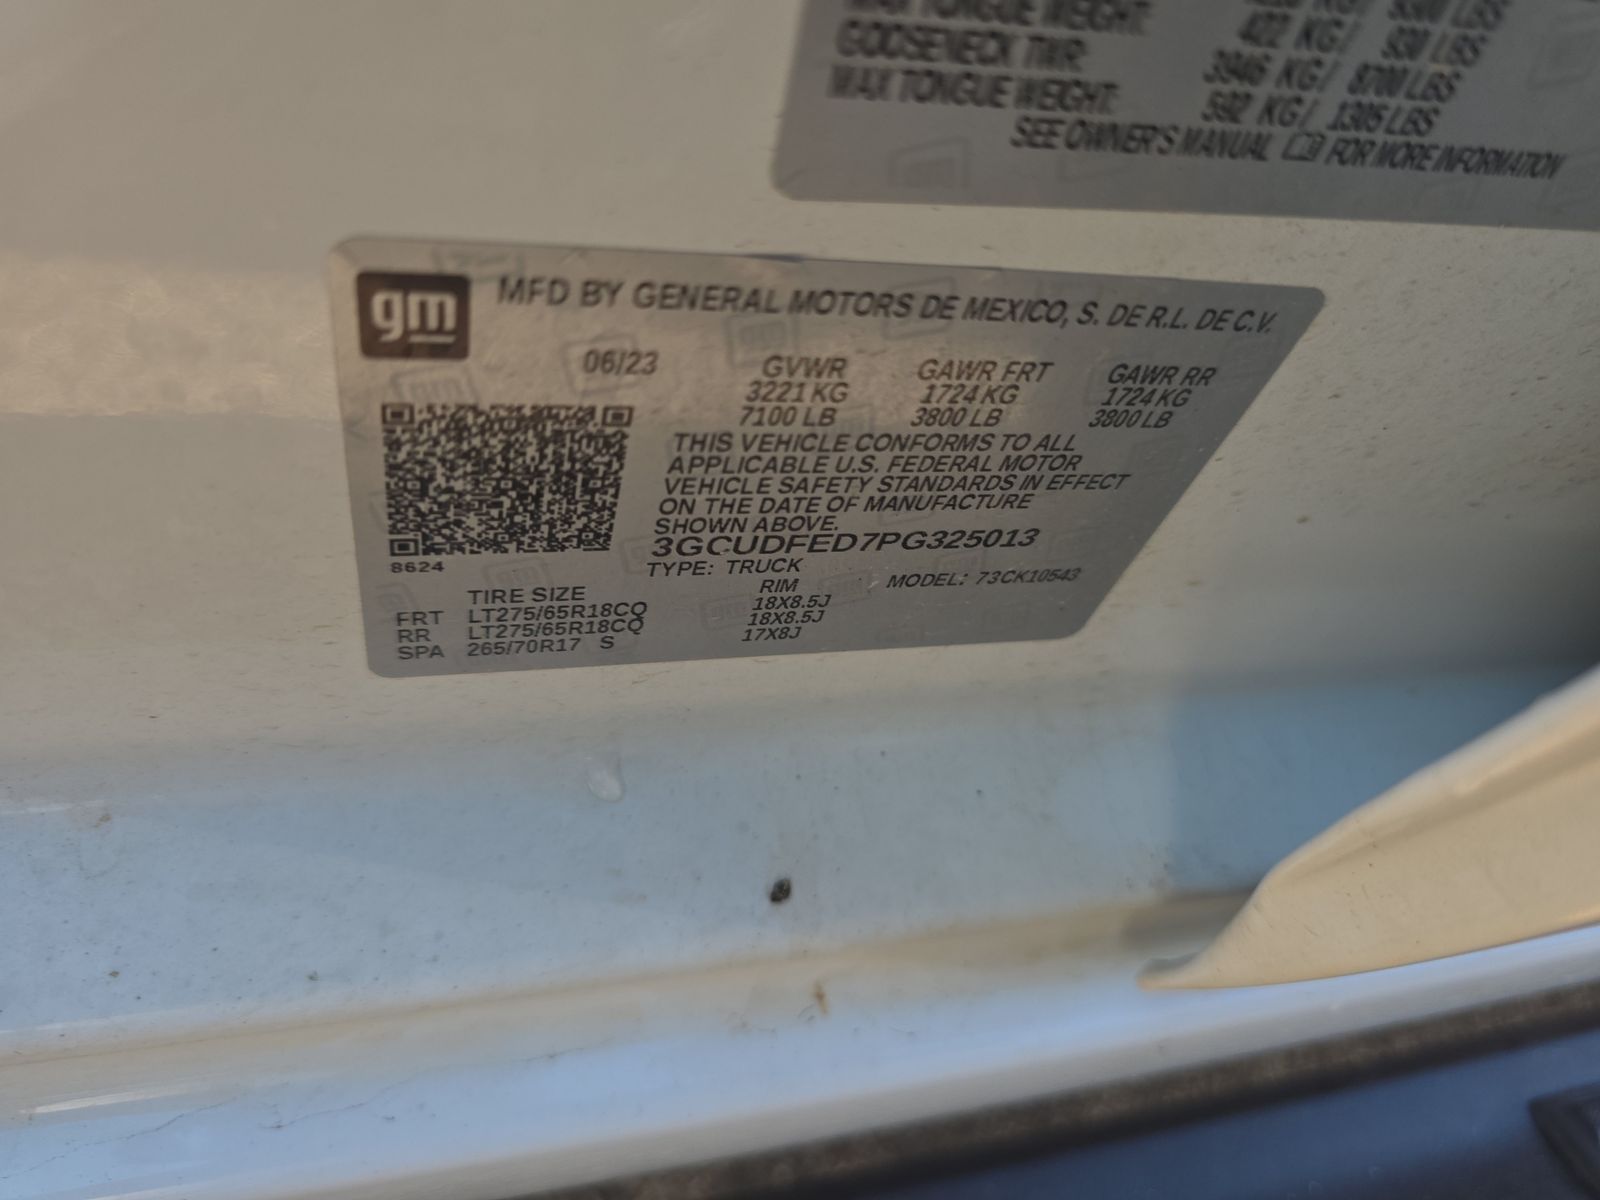 MAX TONGUE WEIGHT: 422 KG/ 930 LBS
GOOSENECK TWR: 3946 KG/ 8700 LBS
MAX TONGUE WEIGHT: 592 KG/ 1305 LBS
SEE OWNER'S MANUAL FOR MORE INFORMATION
gm MFD BY GENERAL MOTORS DE MEXICO, S. DE R.L. DE C.V.
06/23 GVWR GAWR FRT GAWR RR
3221 KG 1724 KG 1724 KG
7100 LB 3800 LB 3800 LB
THIS VEHICLE CONFORMS TO ALL
APPLICABLE U.S. FEDERAL MOTOR
VEHICLE SAFETY STANDARDS IN EFFECT
ON THE DATE OF MANUFACTURE
SHOWN ABOVE.
3GCUDFED7PG325013
8624 TYPE: TRUCK MODEL: 73CK10543
TIRE SIZE RIM
FRT LT275/65R18CQ 18X8.5J
RR LT275/65R18CQ 18X8.5J
SPA 265/70R17 S 17X8J